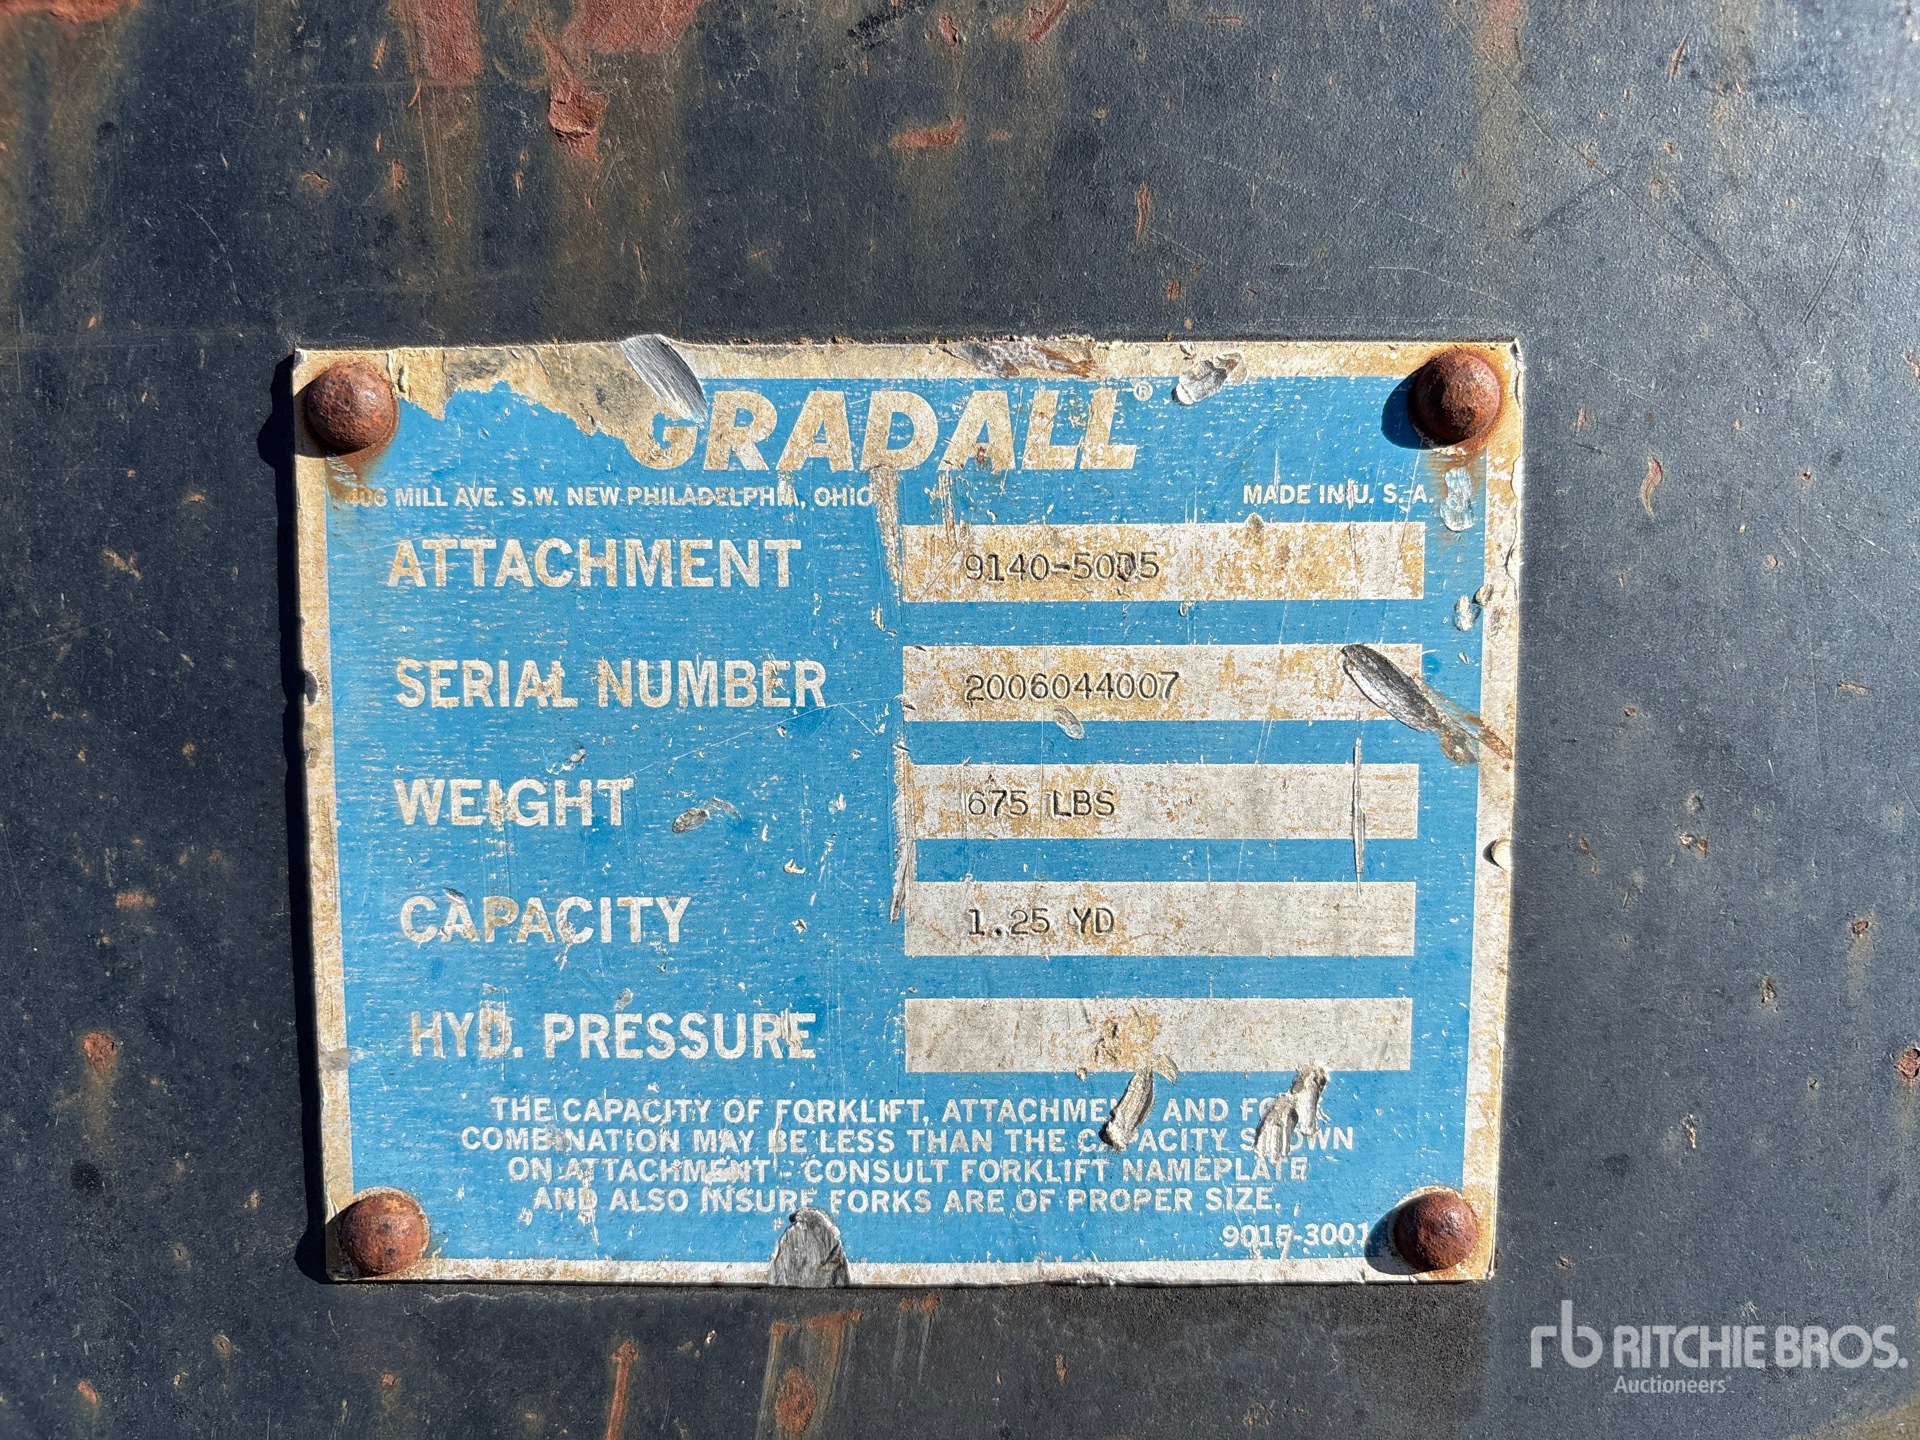 GRADALL®
406 MILL AVE. S.W. NEW PHILADELPHIA, OHIO MADE IN U. S. A.
ATTACHMENT
SERIAL NUMBER 2006044007
WEIGHT 675 LBS
CAPACITY 1.25 YD
HYD. PRESSURE
THE CAPACITY OF FORKLIFT, ATTACHMENT AND FORK
COMBINATION MAY BE LESS THAN THE CAPACITY SHOWN
ON ATTACHMENT - CONSULT FORKLIFT NAMEPLATE
AND ALSO INSURE FORKS ARE OF PROPER SIZE.
9015-3001
rb RITCHIE BROS.
Auctioneers